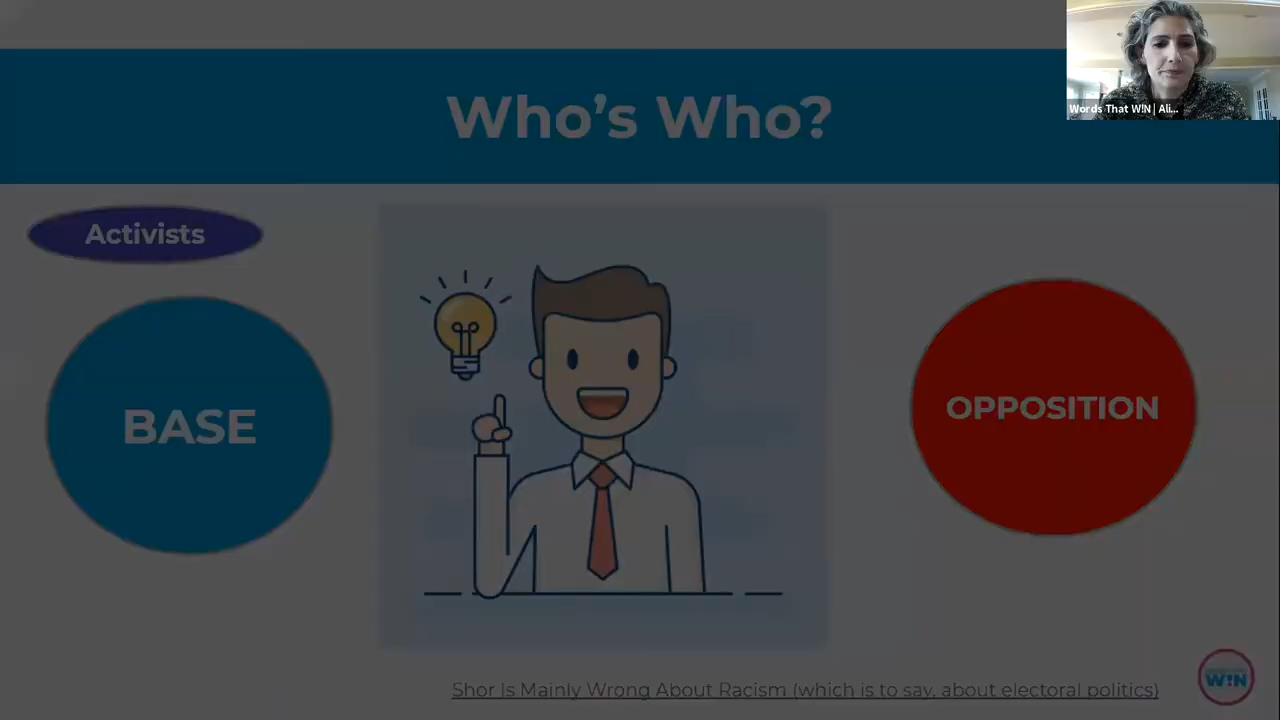 Words That W!N | Ali...
Who's Who?
Activists
BASE
OPPOSITION
Shor Is Mainly Wrong About Racism (which is to say, about electoral politics)
W!N